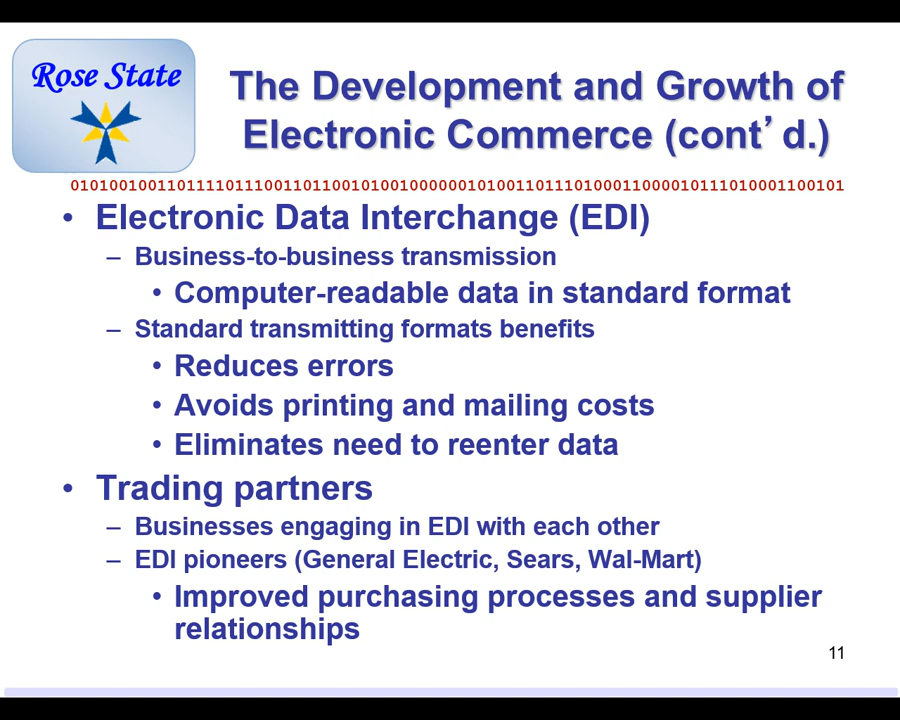 Rose State
The Development and Growth of
Electronic Commerce (cont’d.)
• Electronic Data Interchange (EDI)
– Business-to-business transmission
• Computer-readable data in standard format
– Standard transmitting formats benefits
• Reduces errors
• Avoids printing and mailing costs
• Eliminates need to reenter data
• Trading partners
– Businesses engaging in EDI with each other
– EDI pioneers (General Electric, Sears, Wal-Mart)
• Improved purchasing processes and supplier
relationships
11